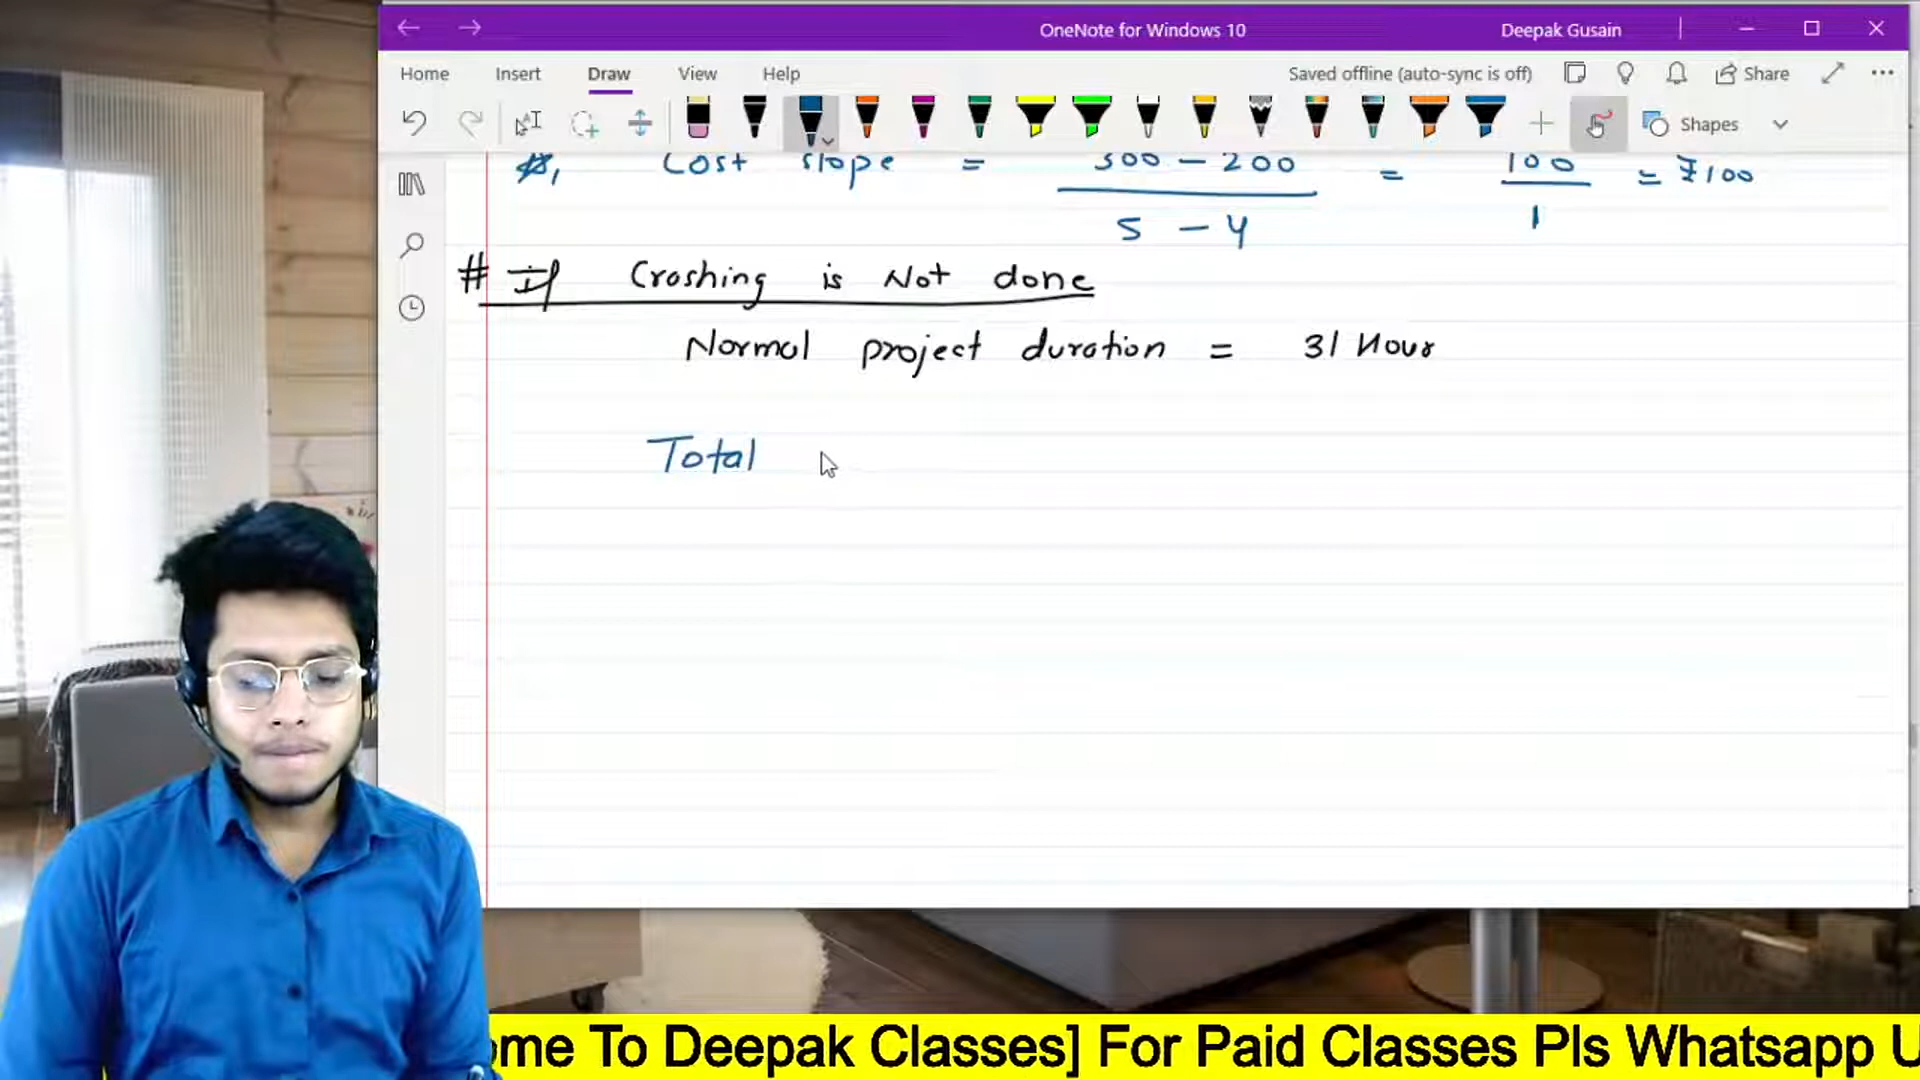 OneNote for Windows 10
Deepak Gusain
Home Insert Draw View Help
Saved offline (auto-sync is off) Share
Shapes
Cost slope = 300 - 200 / 5 - 4 = 100 / 1 = ₹100
# If Crashing is Not done
Normal project duration = 31 Hour
Total
ome To Deepak Classes] For Paid Classes Pls Whatsapp U